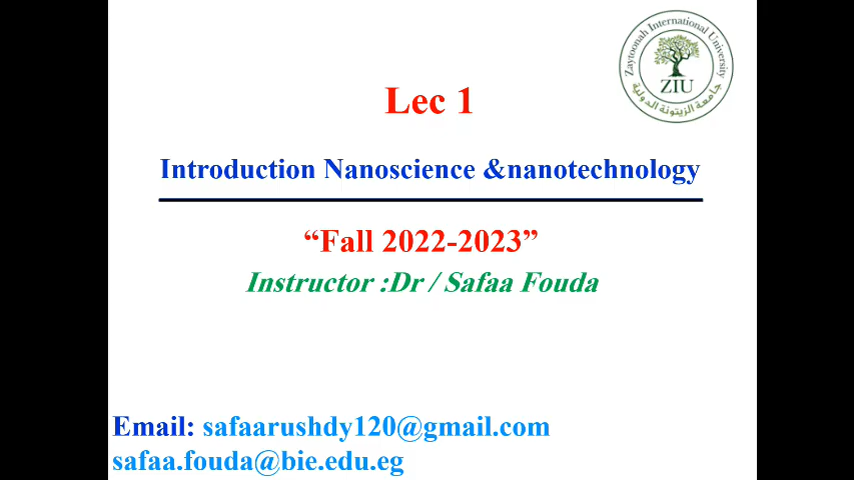 Zaytoonah International University
ZIU
جامعة الزيتونة الدولية
Lec 1
Introduction Nanoscience &nanotechnology
“Fall 2022-2023”
Instructor :Dr / Safaa Fouda
Email: safaarushdy120@gmail.com
safaa.fouda@bie.edu.eg